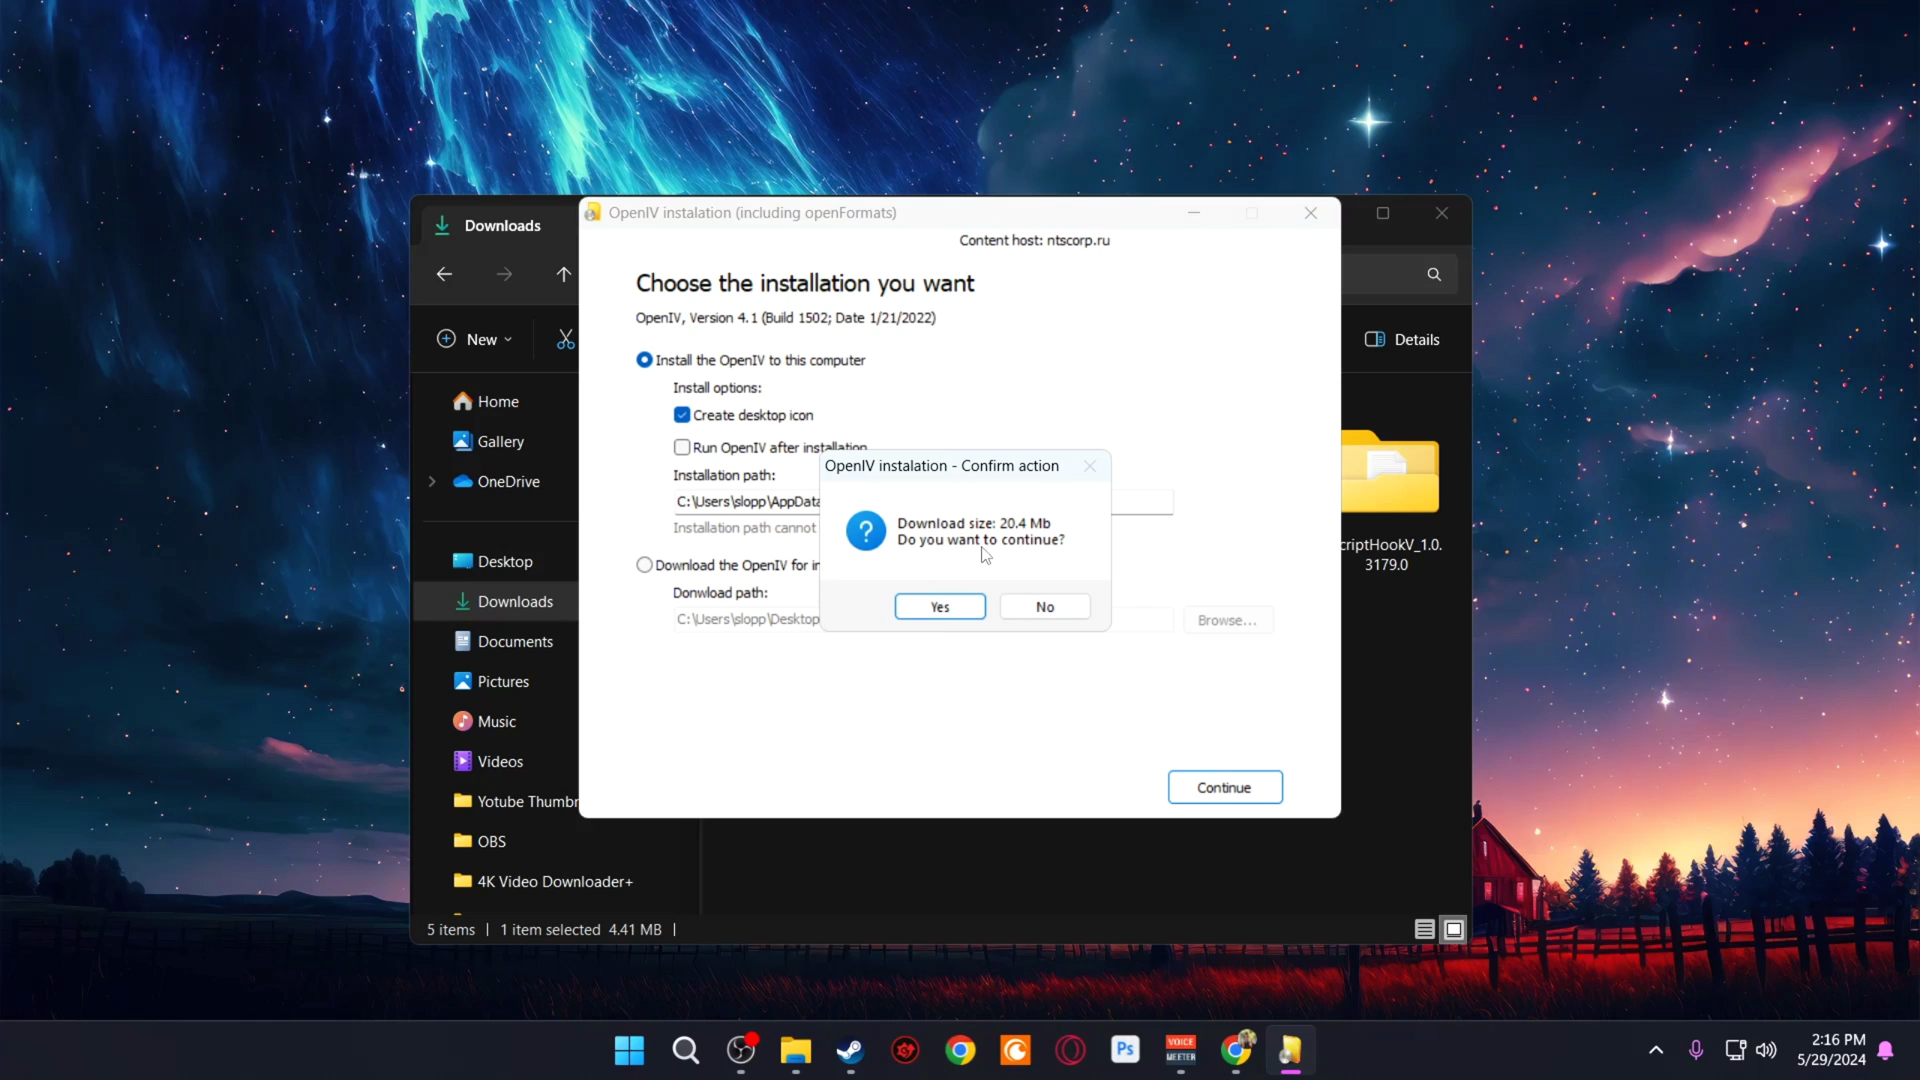 Downloads
OpenIV instalation (including openFormats)
Content host: ntscorp.ru
Choose the installation you want
OpenIV, Version 4.1 (Build 1502; Date 1/21/2022)
New
Details
Install the OpenIV to this computer
Install options:
Create desktop icon
Run OpenIV after installation
Installation path:
C:\Users\slopp\AppData
Installation path cannot
Download the OpenIV for in
Donwload path:
C:\Users\slopp\Desktop
Browse...
Continue
OpenIV instalation - Confirm action
Download size: 20.4 Mb
Do you want to continue?
Yes
No
Home
Gallery
OneDrive
Desktop
Downloads
Documents
Pictures
Music
Videos
Yotube Thumbr
OBS
4K Video Downloader+
criptHookV_1.0.
3179.0
5 items | 1 item selected 4.41 MB |
Ps
VOICE
MEETER
2:16 PM
5/29/2024